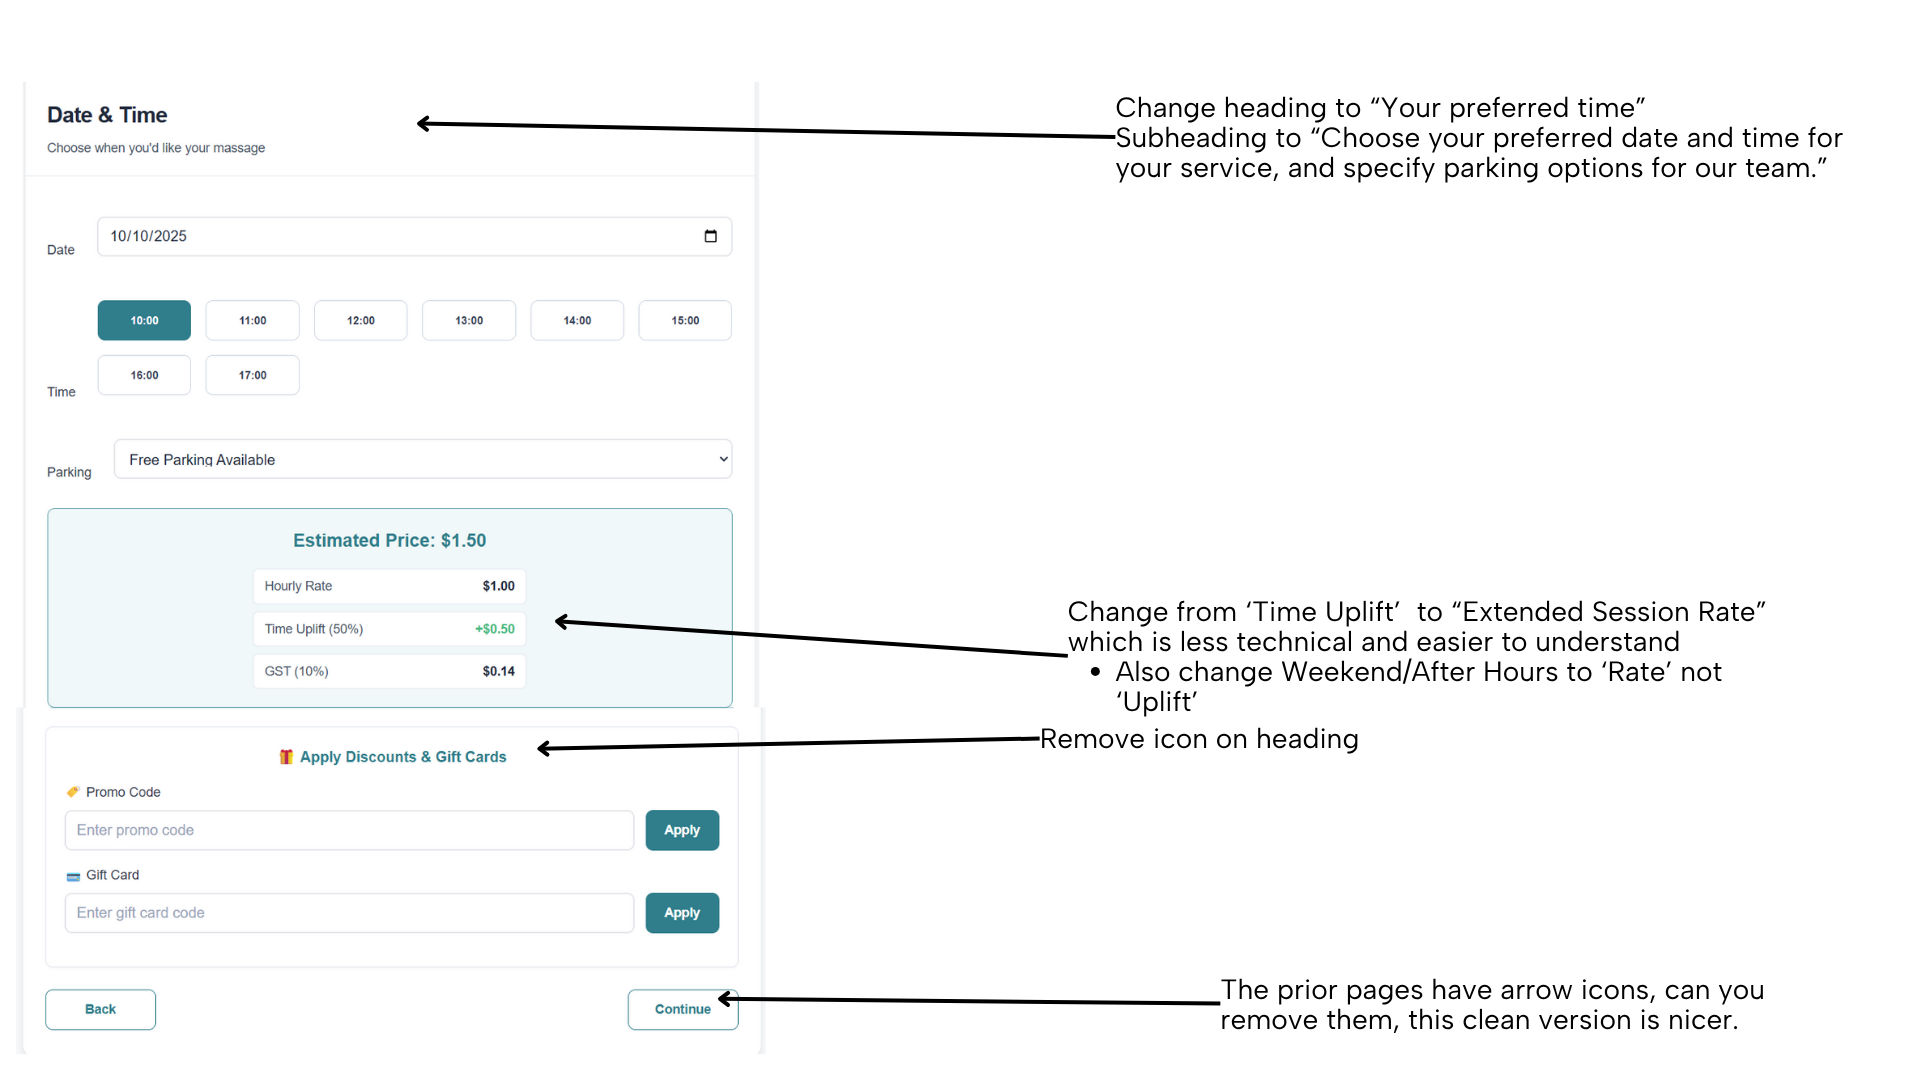 Date & Time
Choose when you'd like your massage
Change heading to “Your preferred time”
Subheading to “Choose your preferred date and time for
your service, and specify parking options for our team.”
Date
10/10/2025
10:00
11:00
12:00
13:00
14:00
15:00
16:00
17:00
Time
Parking
Free Parking Available
Estimated Price: $1.50
Hourly Rate $1.00
Time Uplift (50%) +$0.50
GST (10%) $0.14
Change from ‘Time Uplift’ to “Extended Session Rate”
which is less technical and easier to understand
• Also change Weekend/After Hours to ‘Rate’ not
‘Uplift’
Remove icon on heading
Apply Discounts & Gift Cards
Promo Code
Enter promo code
Apply
Gift Card
Enter gift card code
Apply
Back
Continue
The prior pages have arrow icons, can you
remove them, this clean version is nicer.